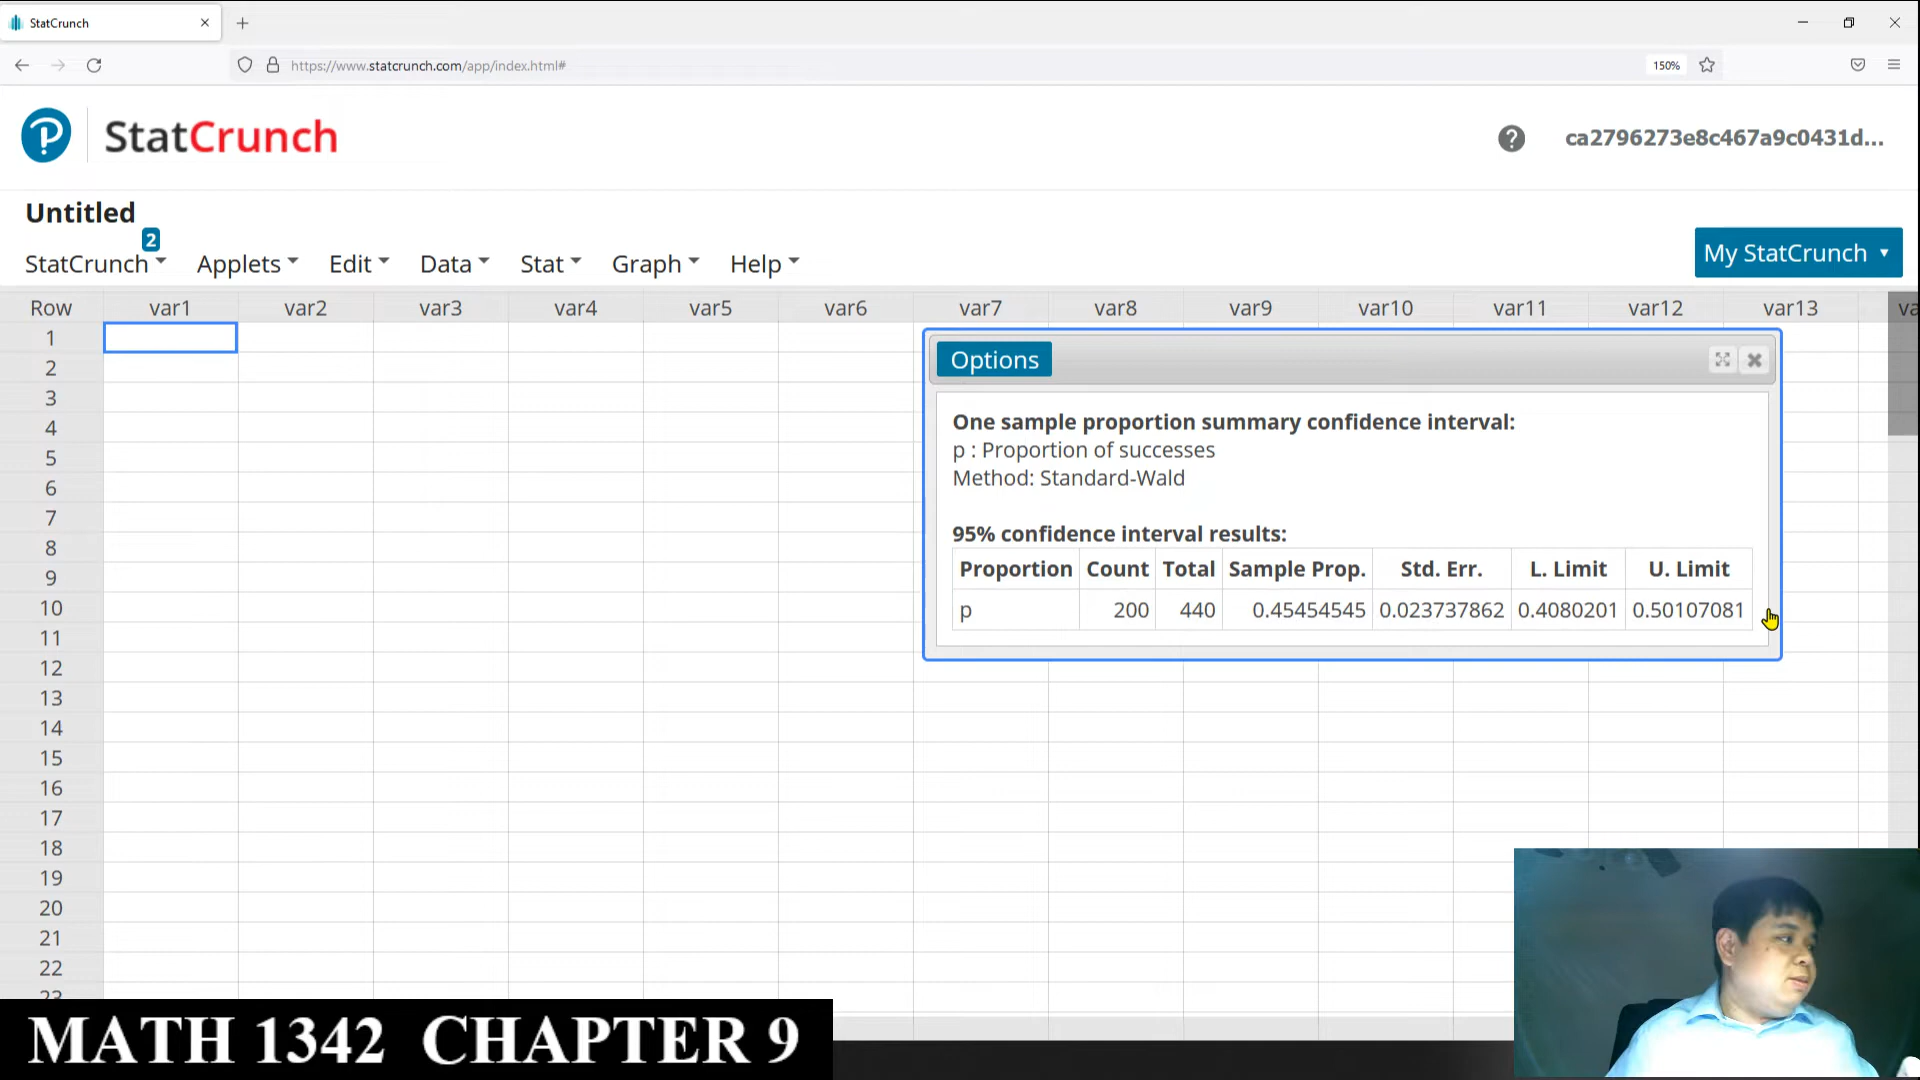 StatCrunch
https://www.statcrunch.com/app/index.html#
150%
StatCrunch
ca2796273e8c467a9c0431d...
Untitled
2
StatCrunch Applets Edit Data Stat Graph Help
My StatCrunch
Row var1 var2 var3 var4 var5 var6 var7 var8 var9 var10 var11 var12 var13 va
1
2
3
4
5
6
7
8
9
10
11
12
13
14
15
16
17
18
19
20
21
22
23
Options
One sample proportion summary confidence interval:
p : Proportion of successes
Method: Standard-Wald
95% confidence interval results:
Proportion Count Total Sample Prop. Std. Err. L. Limit U. Limit
p 200 440 0.45454545 0.023737862 0.4080201 0.50107081
MATH 1342 CHAPTER 9